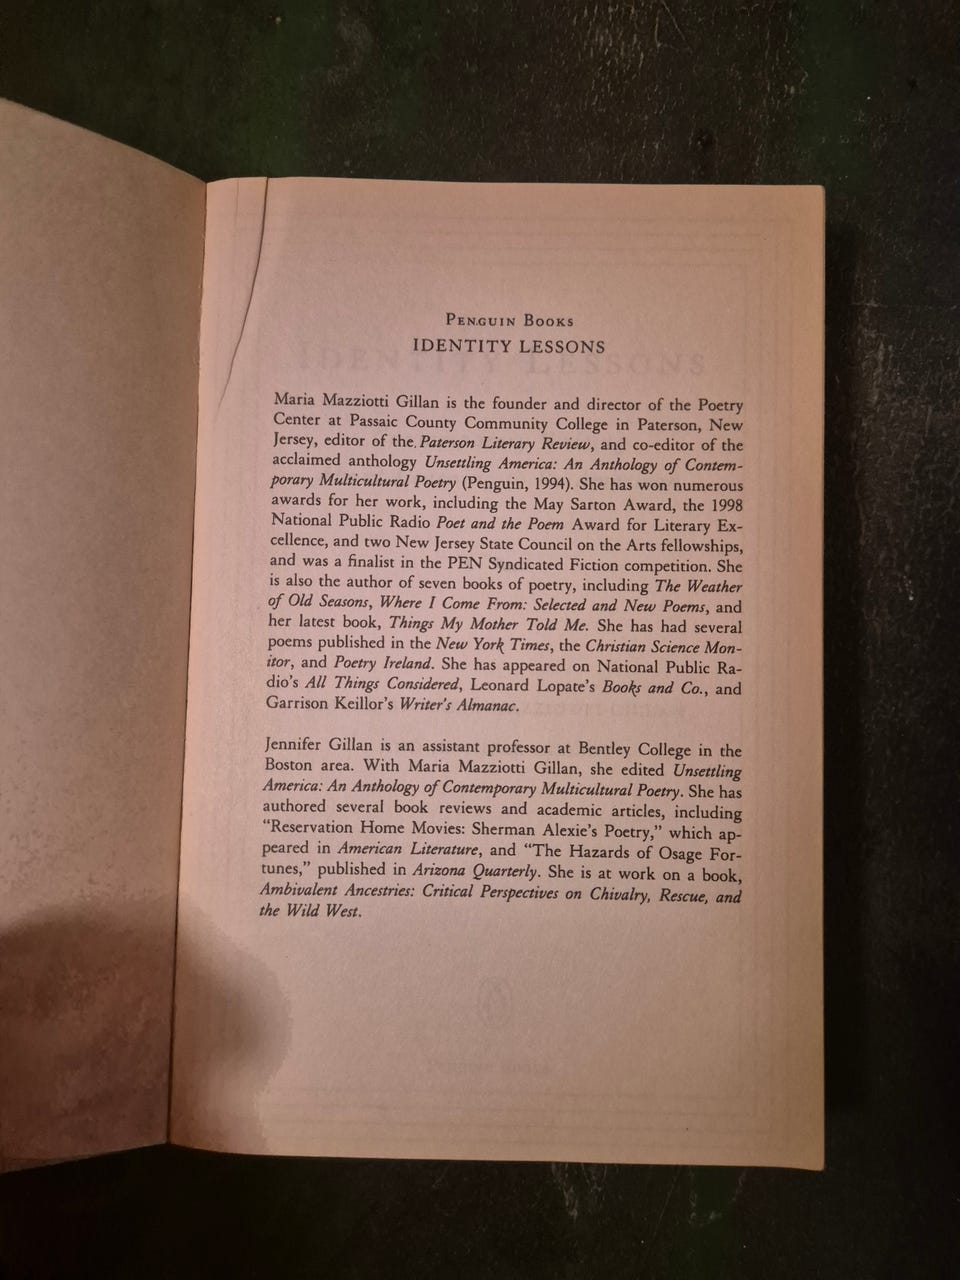 PENGUIN BOOKS
IDENTITY LESSONS
Maria Mazziotti Gillan is the founder and director of the Poetry
Center at Passaic County Community College in Paterson, New
Jersey, editor of the Paterson Literary Review, and co-editor of the
acclaimed anthology Unsettling America: An Anthology of Contem-
porary Multicultural Poetry (Penguin, 1994). She has won numerous
awards for her work, including the May Sarton Award, the 1998
National Public Radio Poet and the Poem Award for Literary Ex-
cellence, and two New Jersey State Council on the Arts fellowships,
and was a finalist in the PEN Syndicated Fiction competition. She
is also the author of seven books of poetry, including The Weather
of Old Seasons, Where I Come From: Selected and New Poems, and
her latest book, Things My Mother Told Me. She has had several
poems published in the New York Times, the Christian Science Mon-
itor, and Poetry Ireland. She has appeared on National Public Ra-
dio's All Things Considered, Leonard Lopate's Books and Co., and
Garrison Keillor's Writer's Almanac.
Jennifer Gillan is an assistant professor at Bentley College in the
Boston area. With Maria Mazziotti Gillan, she edited Unsettling
America: An Anthology of Contemporary Multicultural Poetry. She has
authored several book reviews and academic articles, including
"Reservation Home Movies: Sherman Alexie's Poetry," which ap-
peared in American Literature, and "The Hazards of Osage For-
tunes," published in Arizona Quarterly. She is at work on a book,
Ambivalent Ancestries: Critical Perspectives on Chivalry, Rescue, and
the Wild West.